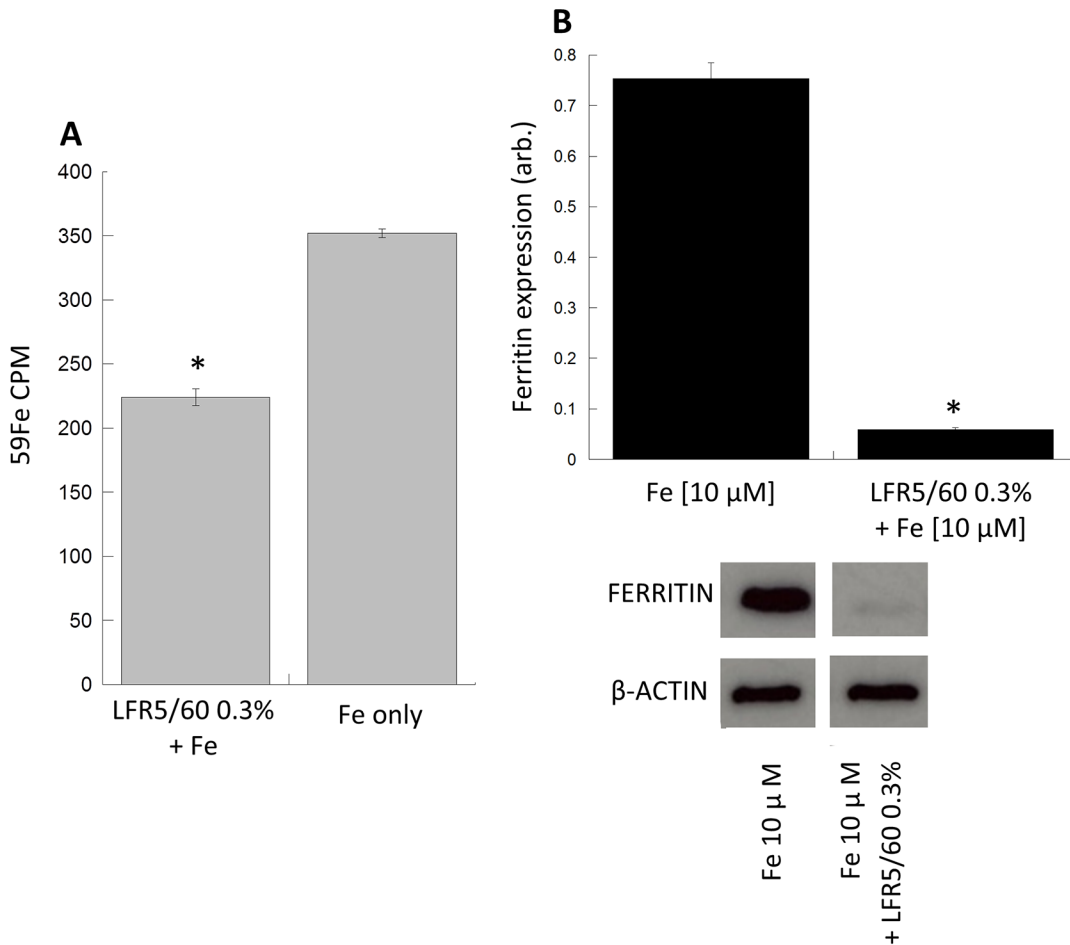 A
400
350
300
250
200
150
100
50
0
59Fe CPM
*
LFR5/60 0.3%
+ Fe
Fe only
B
0.8
0.7
0.6
0.5
0.4
0.3
0.2
0.1
0
Ferritin expression (arb.)
*
Fe [10 µM]
LFR5/60 0.3%
+ Fe [10 µM]
FERRITIN
β-ACTIN
Fe 10 µ M
Fe 10 µ M
+ LFR5/60 0.3%